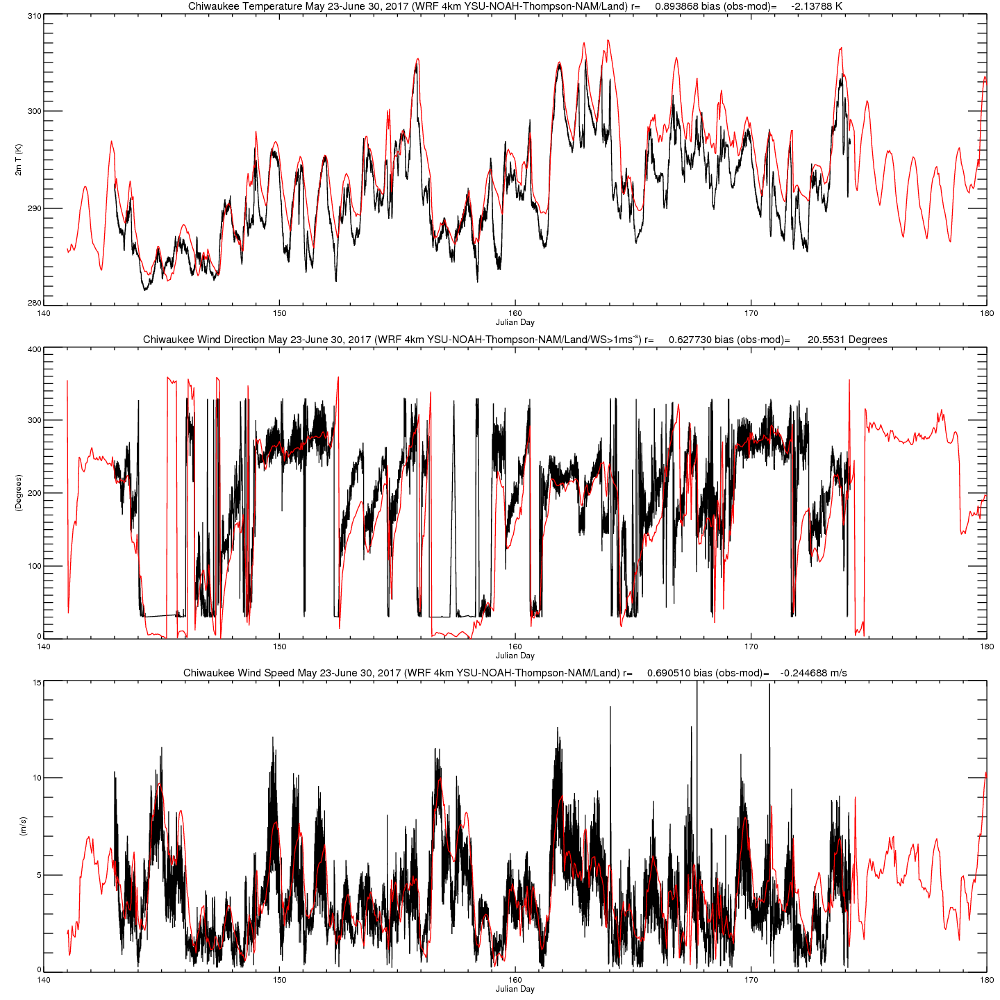 Chiwaukee Temperature May 23-June 30, 2017 (WRF 4km YSU-NOAH-Thompson-NAM/Land) r= 0.893868 bias (obs-mod)= -2.13788 K
310
300
290
280
2m T (K)
140 150 160 170 180
Julian Day
Chiwaukee Wind Direction May 23-June 30, 2017 (WRF 4km YSU-NOAH-Thompson-NAM/Land/WS>1ms-s) r= 0.627730 bias (obs-mod)= 20.5531 Degrees
400
300
200
100
0
(Degrees)
140 150 160 170 180
Julian Day
Chiwaukee Wind Speed May 23-June 30, 2017 (WRF 4km YSU-NOAH-Thompson-NAM/Land) r= 0.690510 bias (obs-mod)= -0.244688 m/s
15
10
5
0
(m/s)
140 150 160 170 180
Julian Day